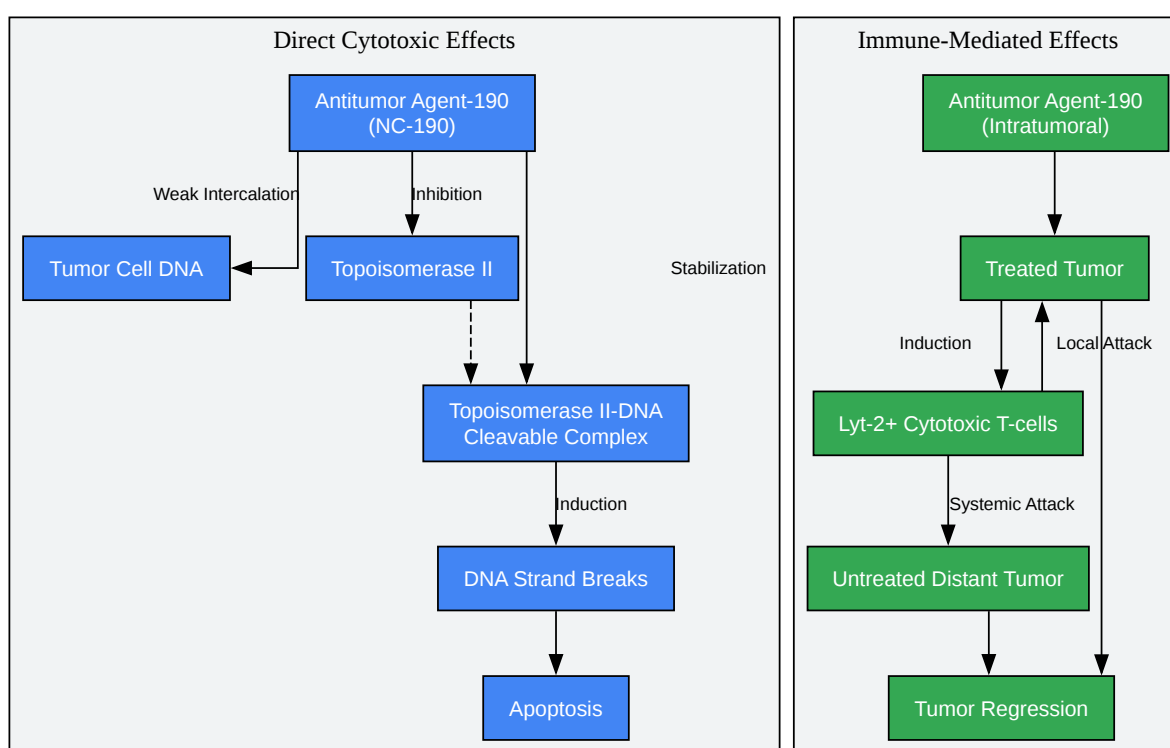 Direct Cytotoxic Effects
Antitumor Agent-190
(NC-190)
Weak Intercalation
Inhibition
Tumor Cell DNA
Topoisomerase II
Stabilization
Topoisomerase II-DNA
Cleavable Complex
Induction
DNA Strand Breaks
Apoptosis
Immune-Mediated Effects
Antitumor Agent-190
(Intratumoral)
Treated Tumor
Induction
Local Attack
Lyt-2+ Cytotoxic T-cells
Systemic Attack
Untreated Distant Tumor
Tumor Regression